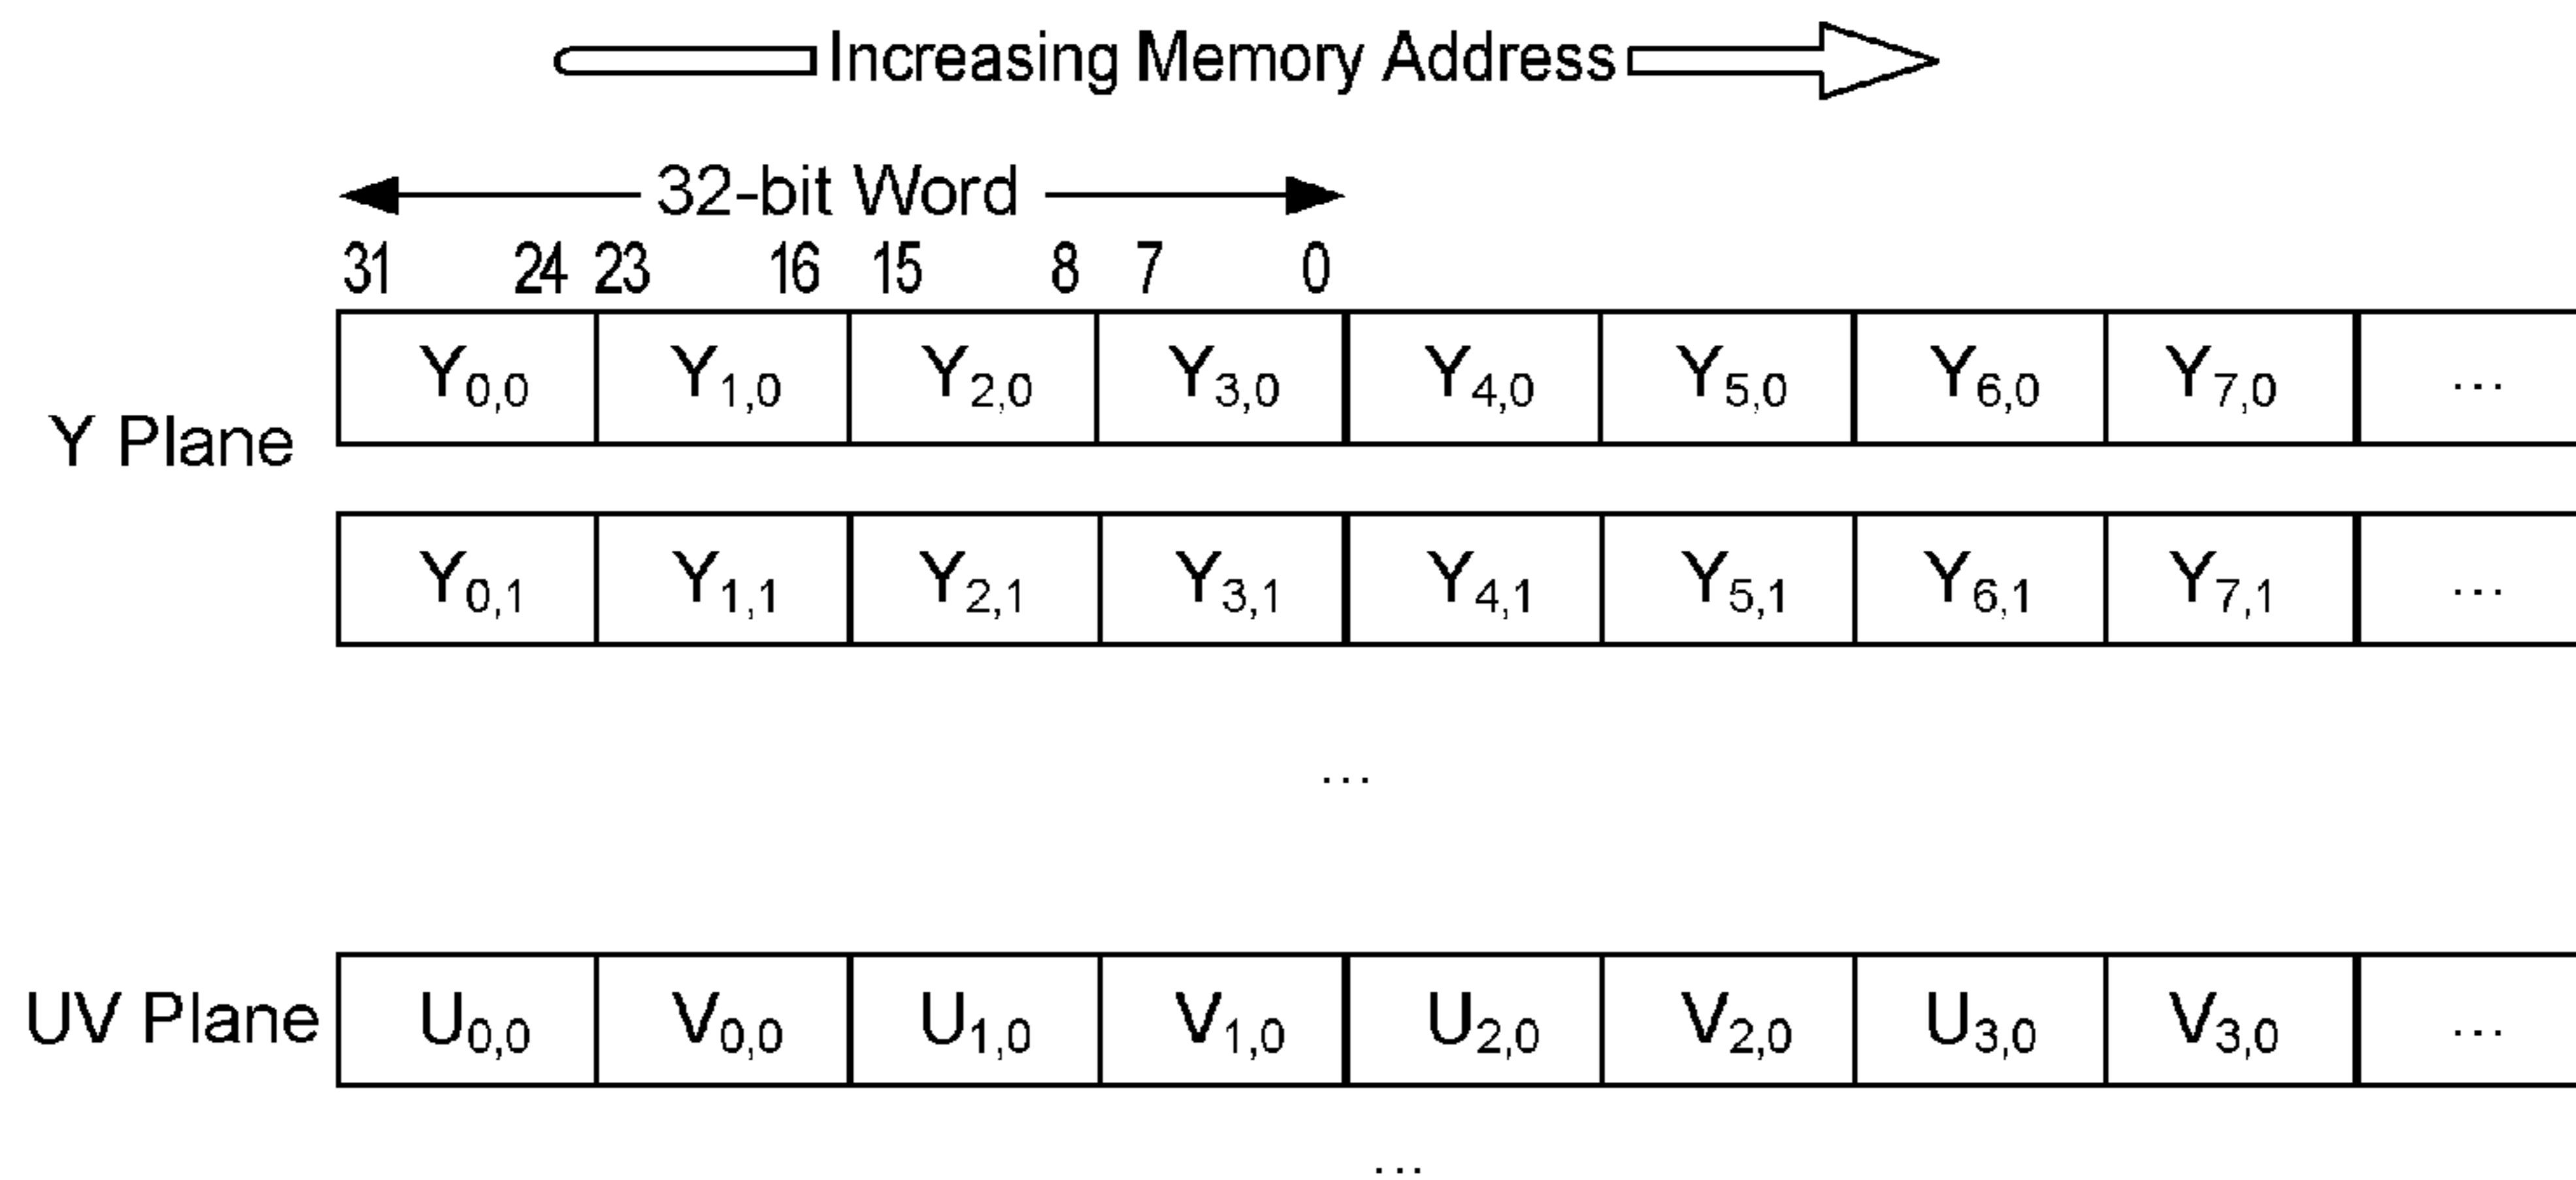 Increasing Memory Address
32-bit Word
31 24 23 16 15 8 7 0
Y0,0 Y1,0 Y2,0 Y3,0 Y4,0 Y5,0 Y6,0 Y7,0 ...
Y Plane
Y0,1 Y1,1 Y2,1 Y3,1 Y4,1 Y5,1 Y6,1 Y7,1 ...
...
UV Plane U0,0 V0,0 U1,0 V1,0 U2,0 V2,0 U3,0 V3,0 ...
...